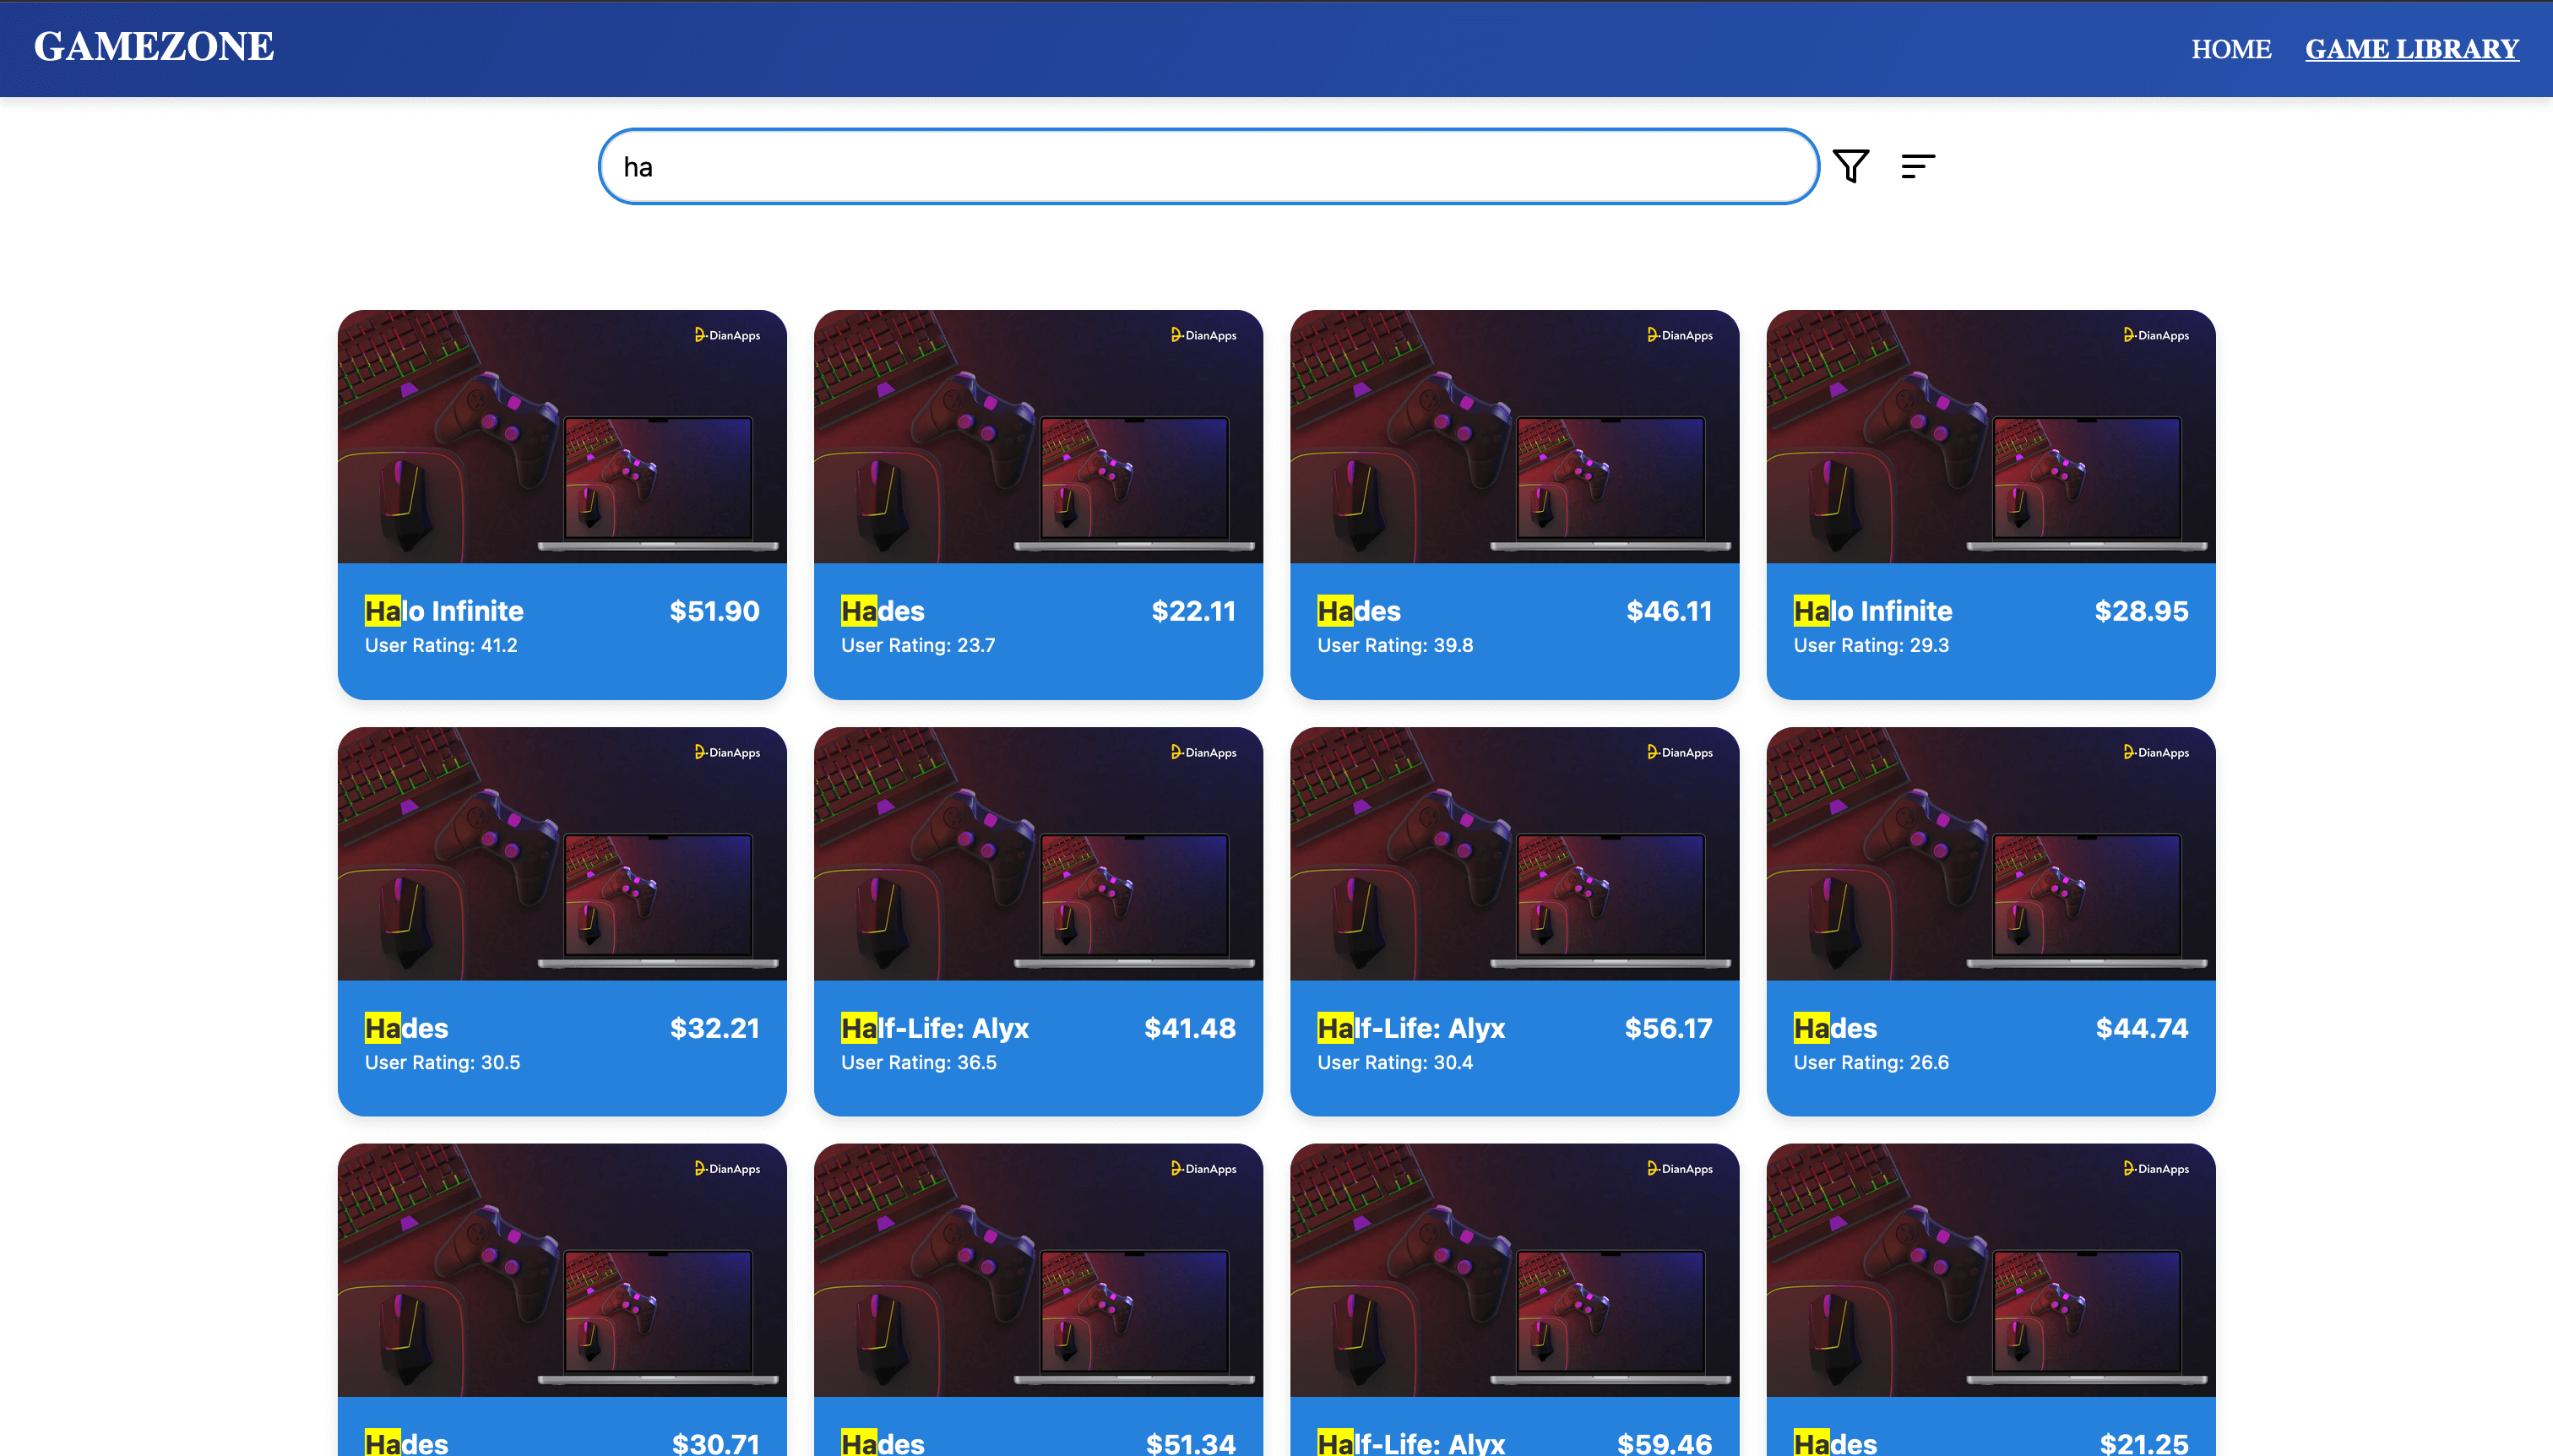 GAMEZONE
HOME GAME LIBRARY
ha
DianApps DianApps DianApps DianApps
Halo Infinite $51.90 Hades $22.11 Hades $46.11 Halo Infinite $28.95
User Rating: 41.2 User Rating: 23.7 User Rating: 39.8 User Rating: 29.3
DianApps DianApps DianApps DianApps
Hades $32.21 Half-Life: Alyx $41.48 Half-Life: Alyx $56.17 Hades $44.74
User Rating: 30.5 User Rating: 36.5 User Rating: 30.4 User Rating: 26.6
DianApps DianApps DianApps DianApps
Hades $30.71 Hades $51.34 Half-Life: Alyx $59.46 Hades $21.25